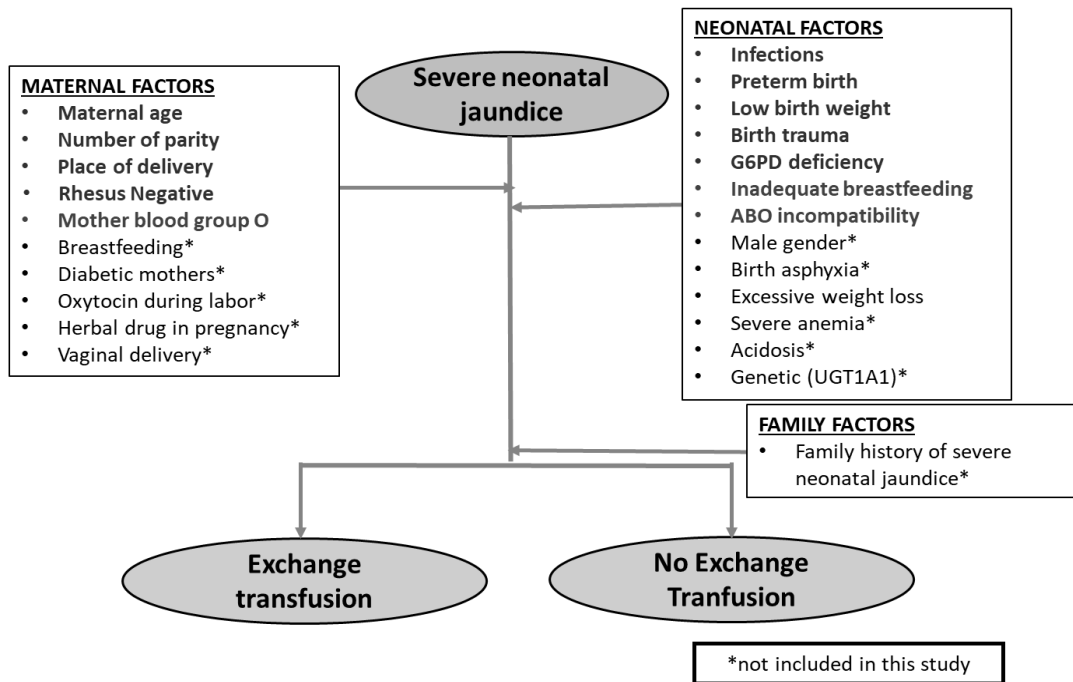 Severe neonatal
jaundice
MATERNAL FACTORS
• Maternal age
• Number of parity
• Place of delivery
• Rhesus Negative
• Mother blood group O
• Breastfeeding*
• Diabetic mothers*
• Oxytocin during labor*
• Herbal drug in pregnancy*
• Vaginal delivery*
NEONATAL FACTORS
• Infections
• Preterm birth
• Low birth weight
• Birth trauma
• G6PD deficiency
• Inadequate breastfeeding
• ABO incompatibility
• Male gender*
• Birth asphyxia*
• Excessive weight loss
• Severe anemia*
• Acidosis*
• Genetic (UGT1A1)*
FAMILY FACTORS
• Family history of severe
neonatal jaundice*
Exchange
transfusion
No Exchange
Tranfusion
*not included in this study